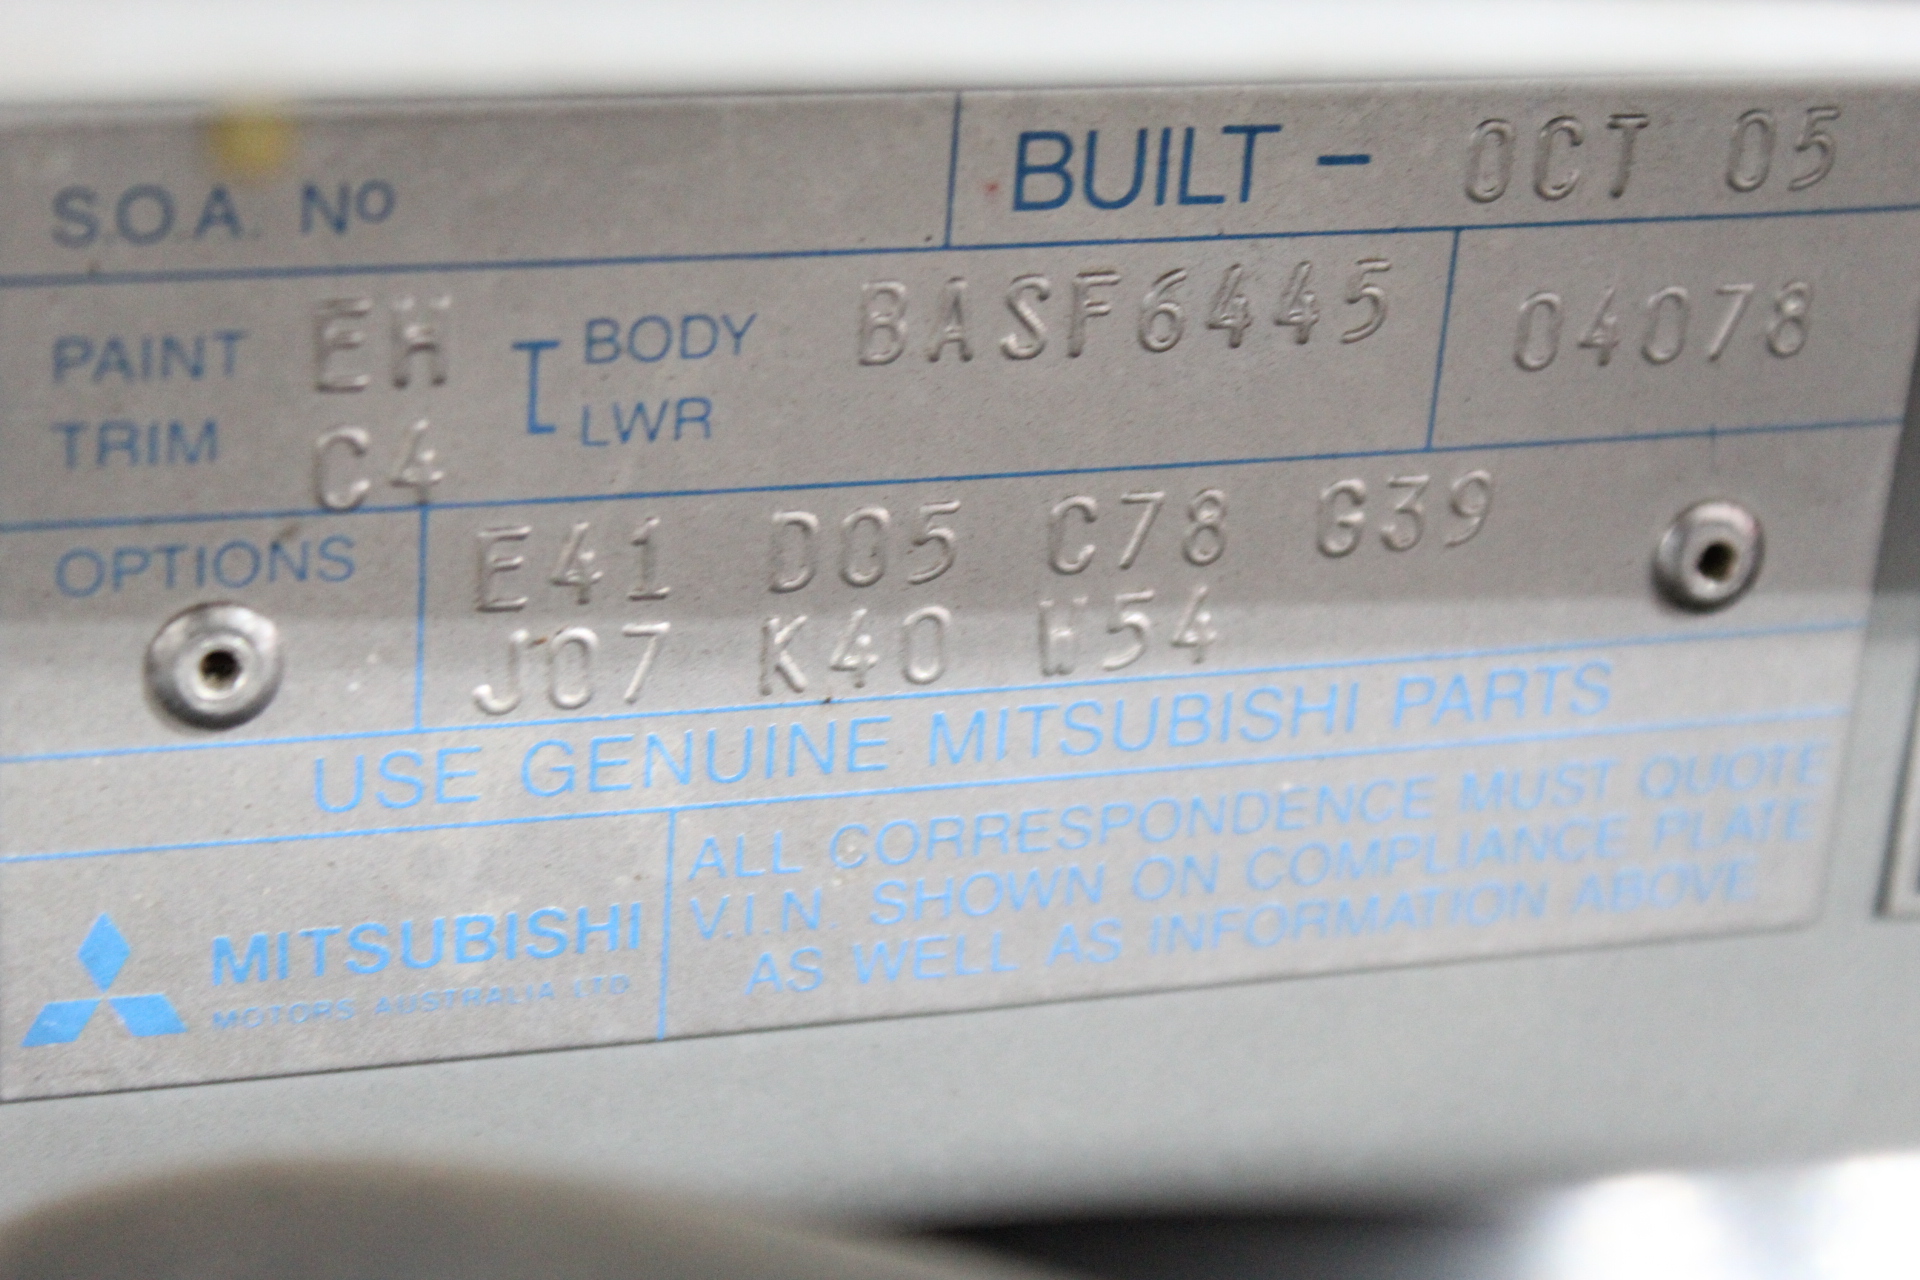 S.O.A. No
BUILT - OCT 05
PAINT EH BODY BASF6445 04078
TRIM C4 LWR
OPTIONS E41 D05 C78 G39
J07 K40 W54
USE GENUINE MITSUBISHI PARTS
MITSUBISHI
MOTORS AUSTRALIA LTD
ALL CORRESPONDENCE MUST QUOTE
V.I.N. SHOWN ON COMPLIANCE PLATE
AS WELL AS INFORMATION ABOVE